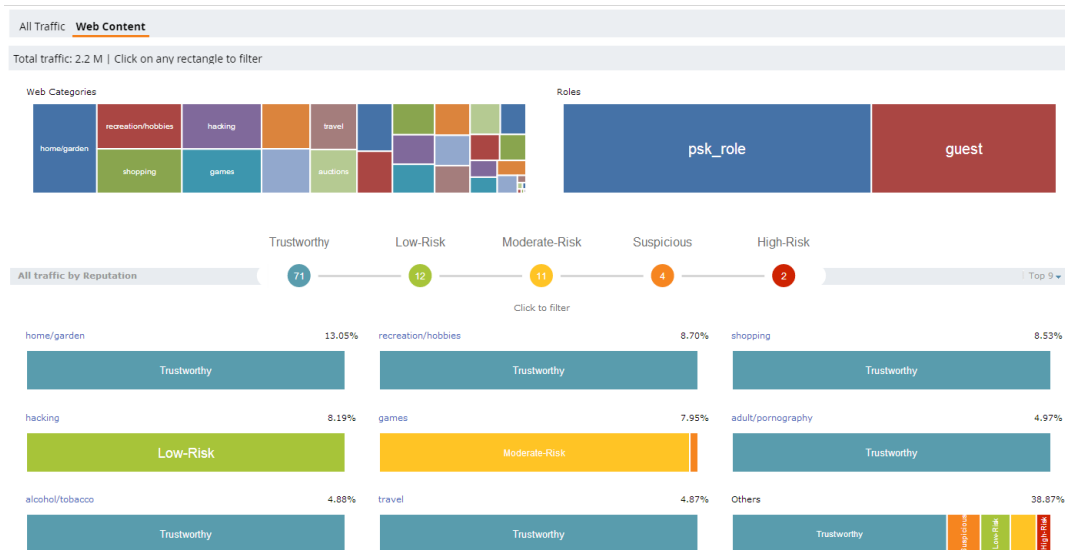 All Traffic Web Content
Total traffic: 2.2 M | Click on any rectangle to filter
Web Categories
Roles
home/garden
recreation/hobbies
hacking
travel
shopping
games
auctions
psk_role
guest
Trustworthy Low-Risk Moderate-Risk Suspicious High-Risk
All traffic by Reputation 71 12 11 4 2 | Top 9
Click to filter
home/garden 13.05% recreation/hobbies 8.70% shopping 8.53%
Trustworthy Trustworthy Trustworthy
hacking 8.19% games 7.95% adult/pornography 4.97%
Low-Risk Moderate-Risk Trustworthy
alcohol/tobacco 4.88% travel 4.87% Others 38.87%
Trustworthy Trustworthy Trustworthy Suspicious Low-Risk High-Risk